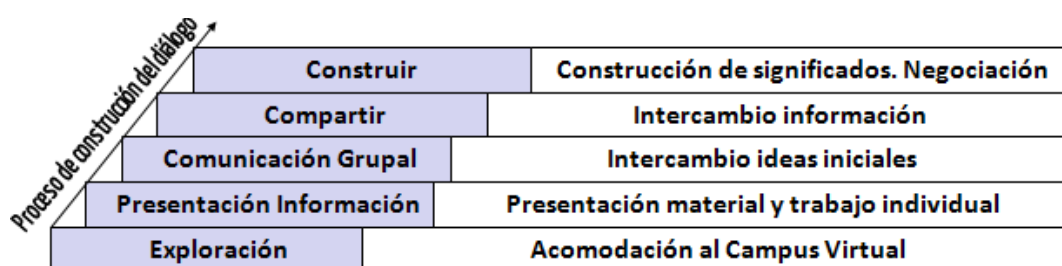 Proceso de construcción del diálogo
Construir Construcción de significados. Negociación
Compartir Intercambio información
Comunicación Grupal Intercambio ideas iniciales
Presentación Información Presentación material y trabajo individual
Exploración Acomodación al Campus Virtual